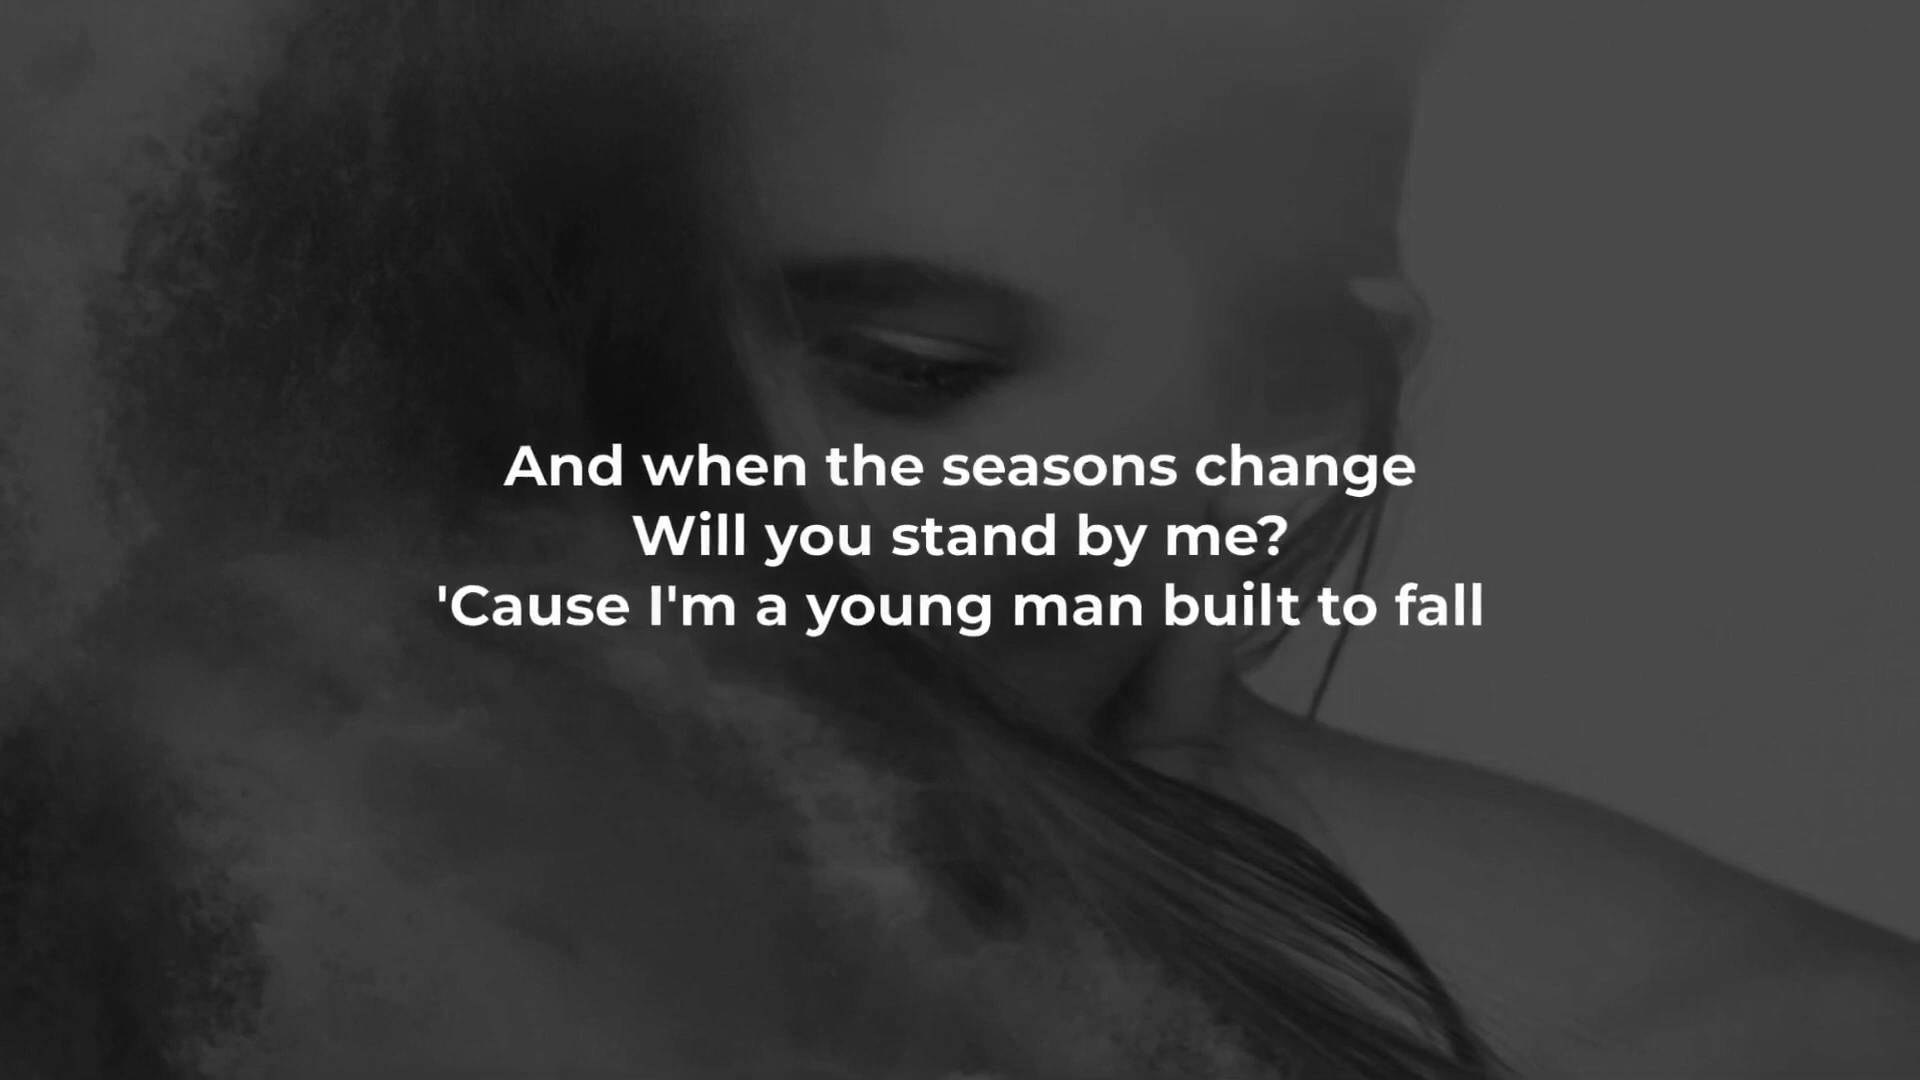 And when the seasons change
Will you stand by me?
'Cause I'm a young man built to fall